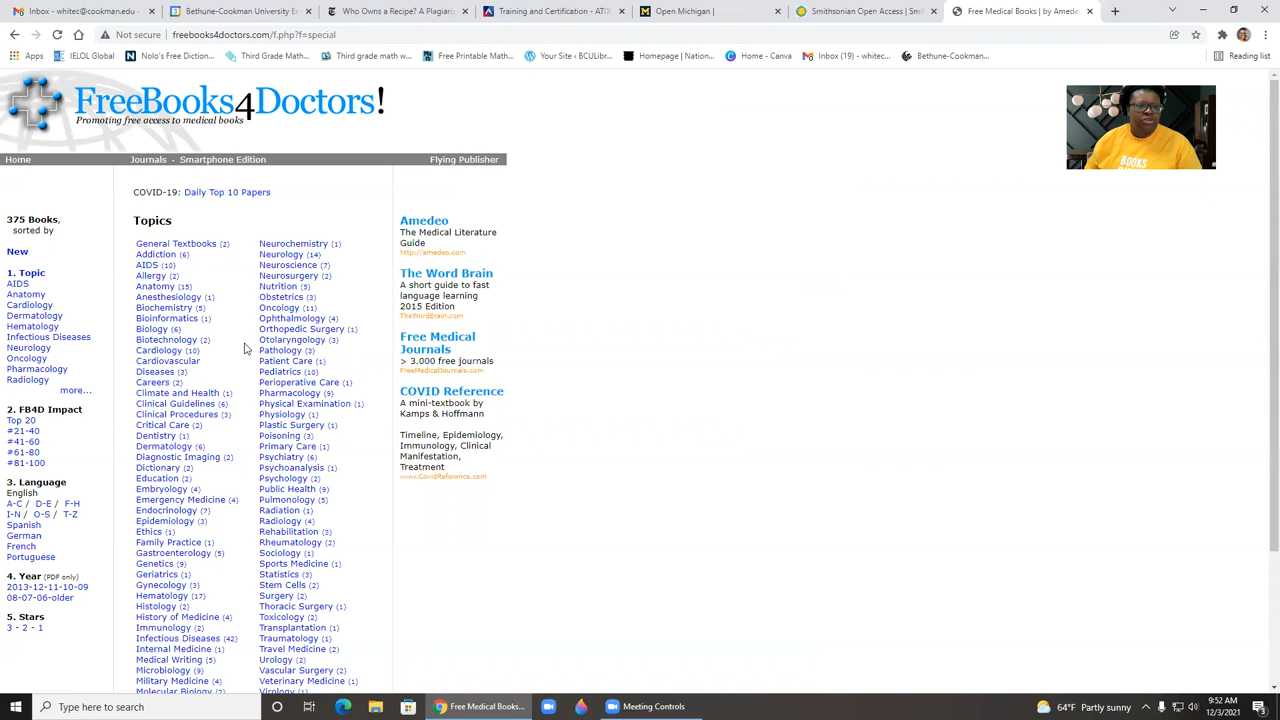 Inbox - whitec@cookman.edu -
Bethune-Cookman University E
Who Owns a Recipe? A Plagiaris
Training and Certification - ATIX
Open Michigan |
Smithsonian Open Access | Smi
Free Medical Books | by Amede
Not secure | freebooks4doctors.com/f.php?f=special
Apps
IELOL Global
Nolo's Free Diction...
Third Grade Math...
Third grade math w...
A Plagiarism...
Free Printable Math...
Your Site ‹ BCULibr...
Homepage | Nation...
Home - Canva
Inbox (19) - whitec...
Bethune-Cookman...
Reading list
FreeBooks4Doctors!
Promoting free access to medical books
Home
Journals · Smartphone Edition
Flying Publisher
375 Books,
sorted by
New
1. Topic
AIDS
Anatomy
Cardiology
Dermatology
Hematology
Infectious Diseases
Neurology
Oncology
Pharmacology
Radiology
more...
2. FB4D Impact
Top 20
#21-40
#41-60
#61-80
#81-100
3. Language
English
A-C / D-E / F-H
I-N / O-S / T-Z
Spanish
German
French
Portuguese
4. Year (PDF only)
2013-12-11-10-09
08-07-06-older
5. Stars
3 - 2 - 1
COVID-19: Daily Top 10 Papers
Topics
General Textbooks (2)
Addiction (6)
AIDS (10)
Allergy (2)
Anatomy (15)
Anesthesiology (1)
Biochemistry (5)
Bioinformatics (1)
Biology (6)
Biotechnology (2)
Cardiology (10)
Cardiovascular
Diseases (3)
Careers (2)
Climate and Health (1)
Clinical Guidelines (6)
Clinical Procedures (3)
Critical Care (2)
Dentistry (1)
Dermatology (6)
Diagnostic Imaging (2)
Dictionary (2)
Education (2)
Embryology (4)
Emergency Medicine (4)
Endocrinology (7)
Epidemiology (3)
Ethics (1)
Family Practice (1)
Gastroenterology (5)
Genetics (9)
Geriatrics (1)
Gynecology (3)
Hematology (17)
Histology (2)
History of Medicine (4)
Immunology (2)
Infectious Diseases (42)
Internal Medicine (1)
Medical Writing (5)
Microbiology (9)
Military Medicine (4)
Molecular Biology (2)
Neurochemistry (1)
Neurology (14)
Neuroscience (7)
Neurosurgery (2)
Nutrition (5)
Obstetrics (3)
Oncology (11)
Ophthalmology (4)
Orthopedic Surgery (1)
Otolaryngology (3)
Pathology (3)
Patient Care (1)
Pediatrics (10)
Perioperative Care (1)
Pharmacology (9)
Physical Examination (1)
Physiology (1)
Plastic Surgery (1)
Poisoning (3)
Primary Care (1)
Psychiatry (6)
Psychoanalysis (1)
Psychology (2)
Public Health (9)
Pulmonology (5)
Radiation (1)
Radiology (4)
Rehabilitation (3)
Rheumatology (2)
Sociology (1)
Sports Medicine (1)
Statistics (3)
Stem Cells (2)
Surgery (2)
Thoracic Surgery (1)
Toxicology (2)
Transplantation (1)
Traumatology (1)
Travel Medicine (2)
Urology (2)
Vascular Surgery (2)
Veterinary Medicine (1)
Virology (1)
Amedeo
The Medical Literature
Guide
http://amedeo.com
The Word Brain
A short guide to fast
language learning
2015 Edition
TheWordBrain.com
Free Medical
Journals
> 3.000 free journals
FreeMedicalJournals.com
COVID Reference
A mini-textbook by
Kamps & Hoffmann
Timeline, Epidemiology,
Immunology, Clinical
Manifestation,
Treatment
www.CovidReference.com
BOOKS
Type here to search
Free Medical Books...
Meeting Controls
64°F Partly sunny
9:52 AM
12/3/2021